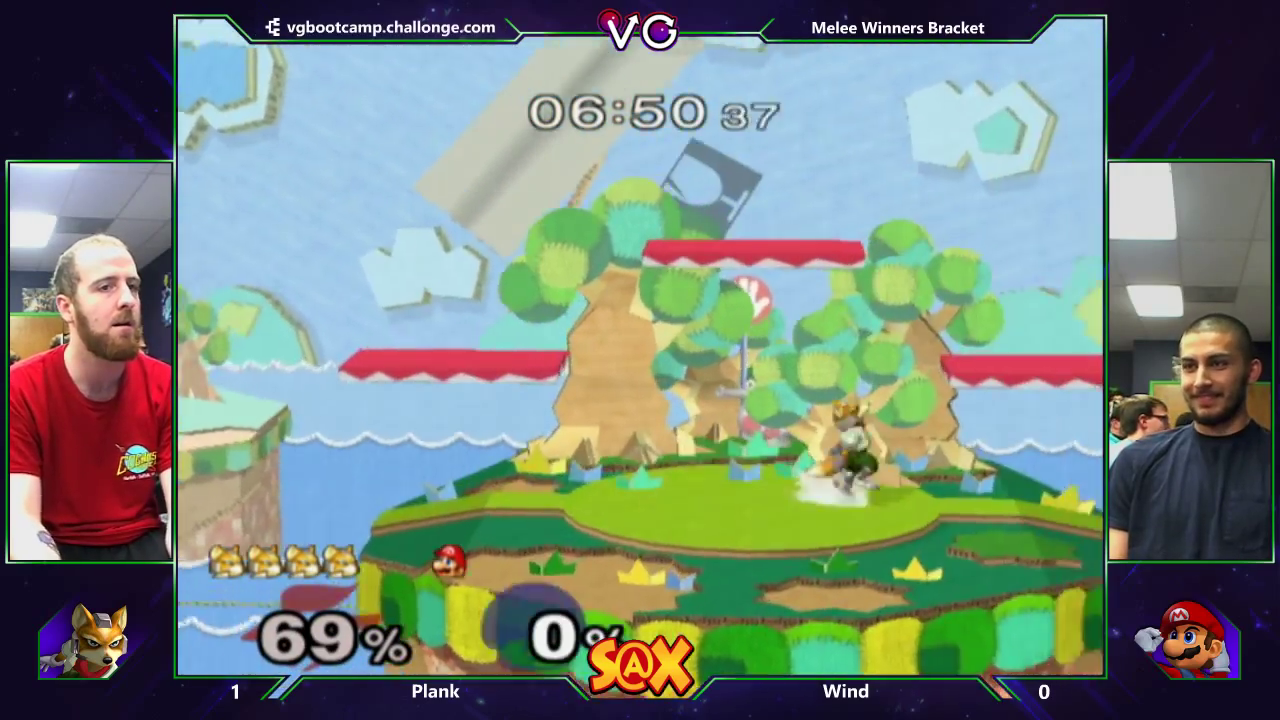 vgbootcamp.challonge.com
VG
Melee Winners Bracket
06:50 37
69%
0%
S@X
1
Plank
Wind
0